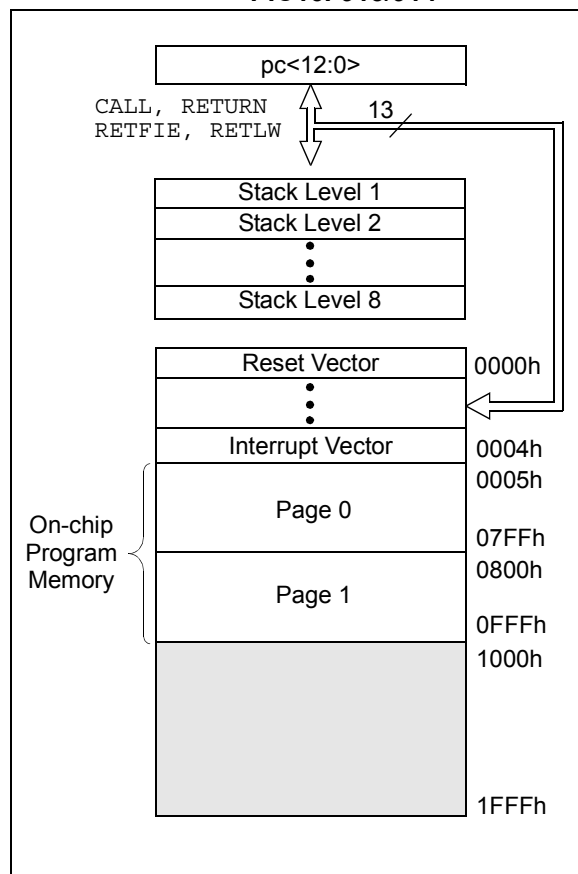 pc<12:0>
CALL, RETURN
RETFIE, RETLW
13
Stack Level 1
Stack Level 2
Stack Level 8
Reset Vector
0000h
Interrupt Vector
0004h
0005h
Page 0
On-chip
Program
Memory
07FFh
0800h
Page 1
0FFFh
1000h
1FFFh